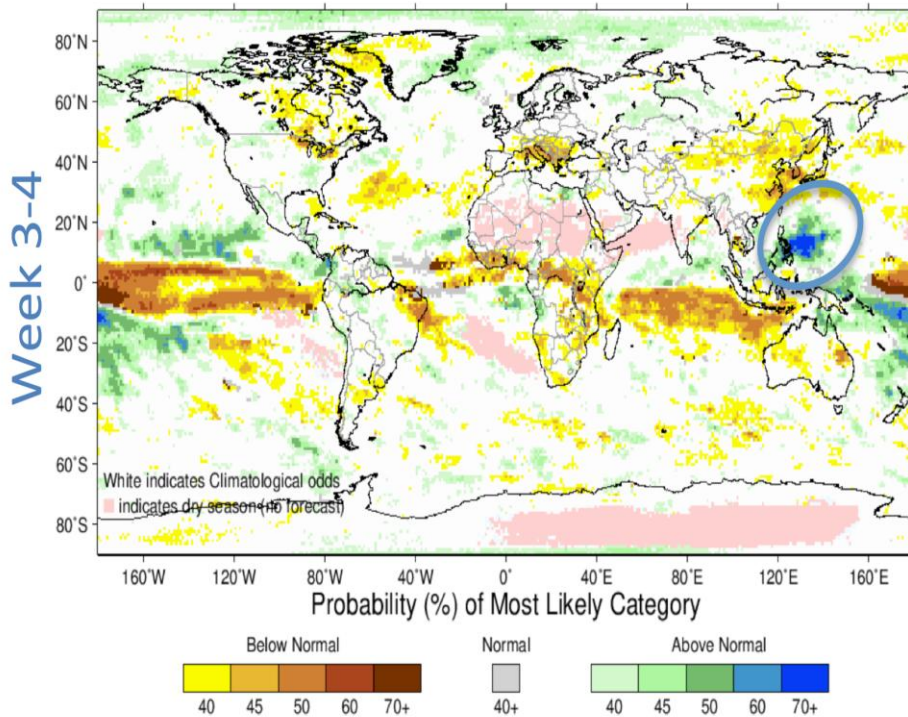 Week 3-4
80˚N
60˚N
40˚N
20˚N
0˚
20˚S
40˚S
60˚S
80˚S
White indicates Climatological odds
indicates dry season (no forecast)
160˚W 120˚W 80˚W 40˚W 0˚ 40˚E 80˚E 120˚E 160˚E
Probability (%) of Most Likely Category
Below Normal Normal Above Normal
40 45 50 60 70+ 40+ 40 45 50 60 70+